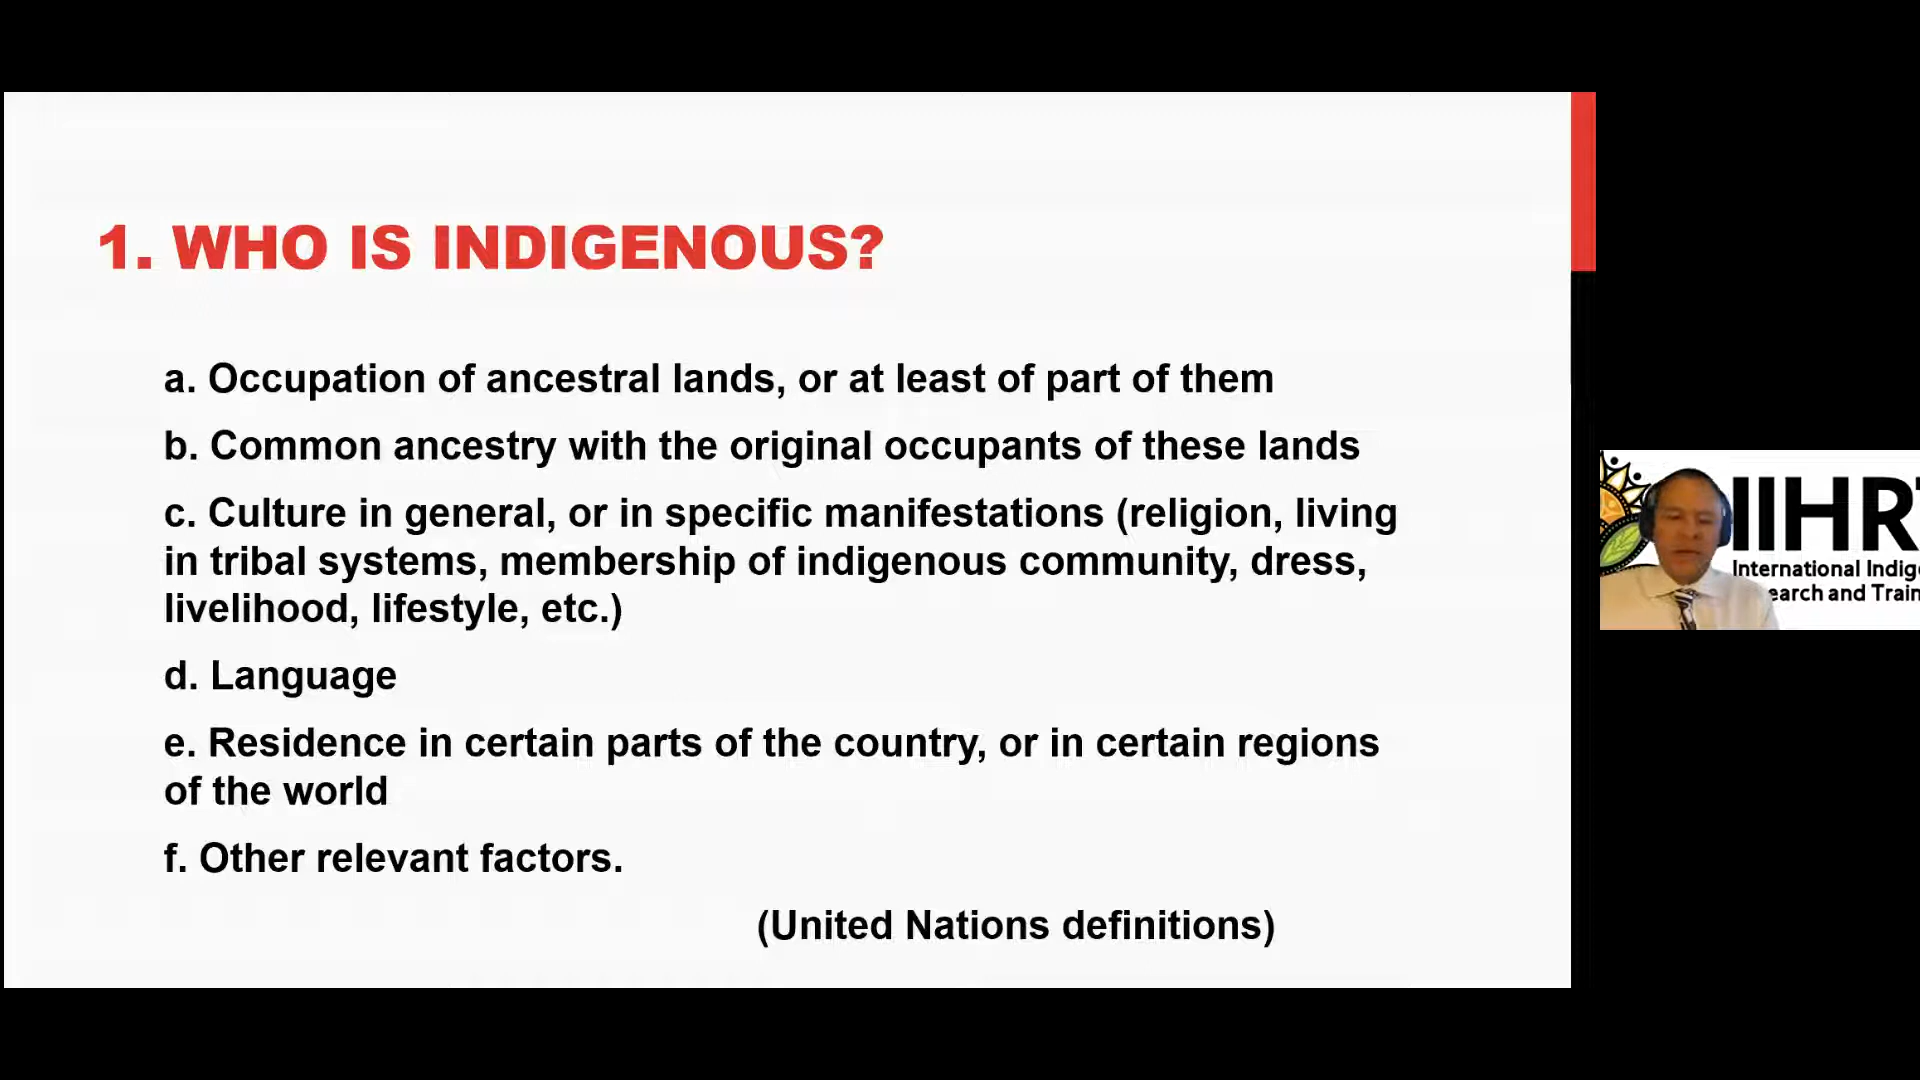 1. WHO IS INDIGENOUS?
a. Occupation of ancestral lands, or at least of part of them
b. Common ancestry with the original occupants of these lands
c. Culture in general, or in specific manifestations (religion, living
in tribal systems, membership of indigenous community, dress,
livelihood, lifestyle, etc.)
d. Language
e. Residence in certain parts of the country, or in certain regions
of the world
f. Other relevant factors.
(United Nations definitions)
IIHR
International
and